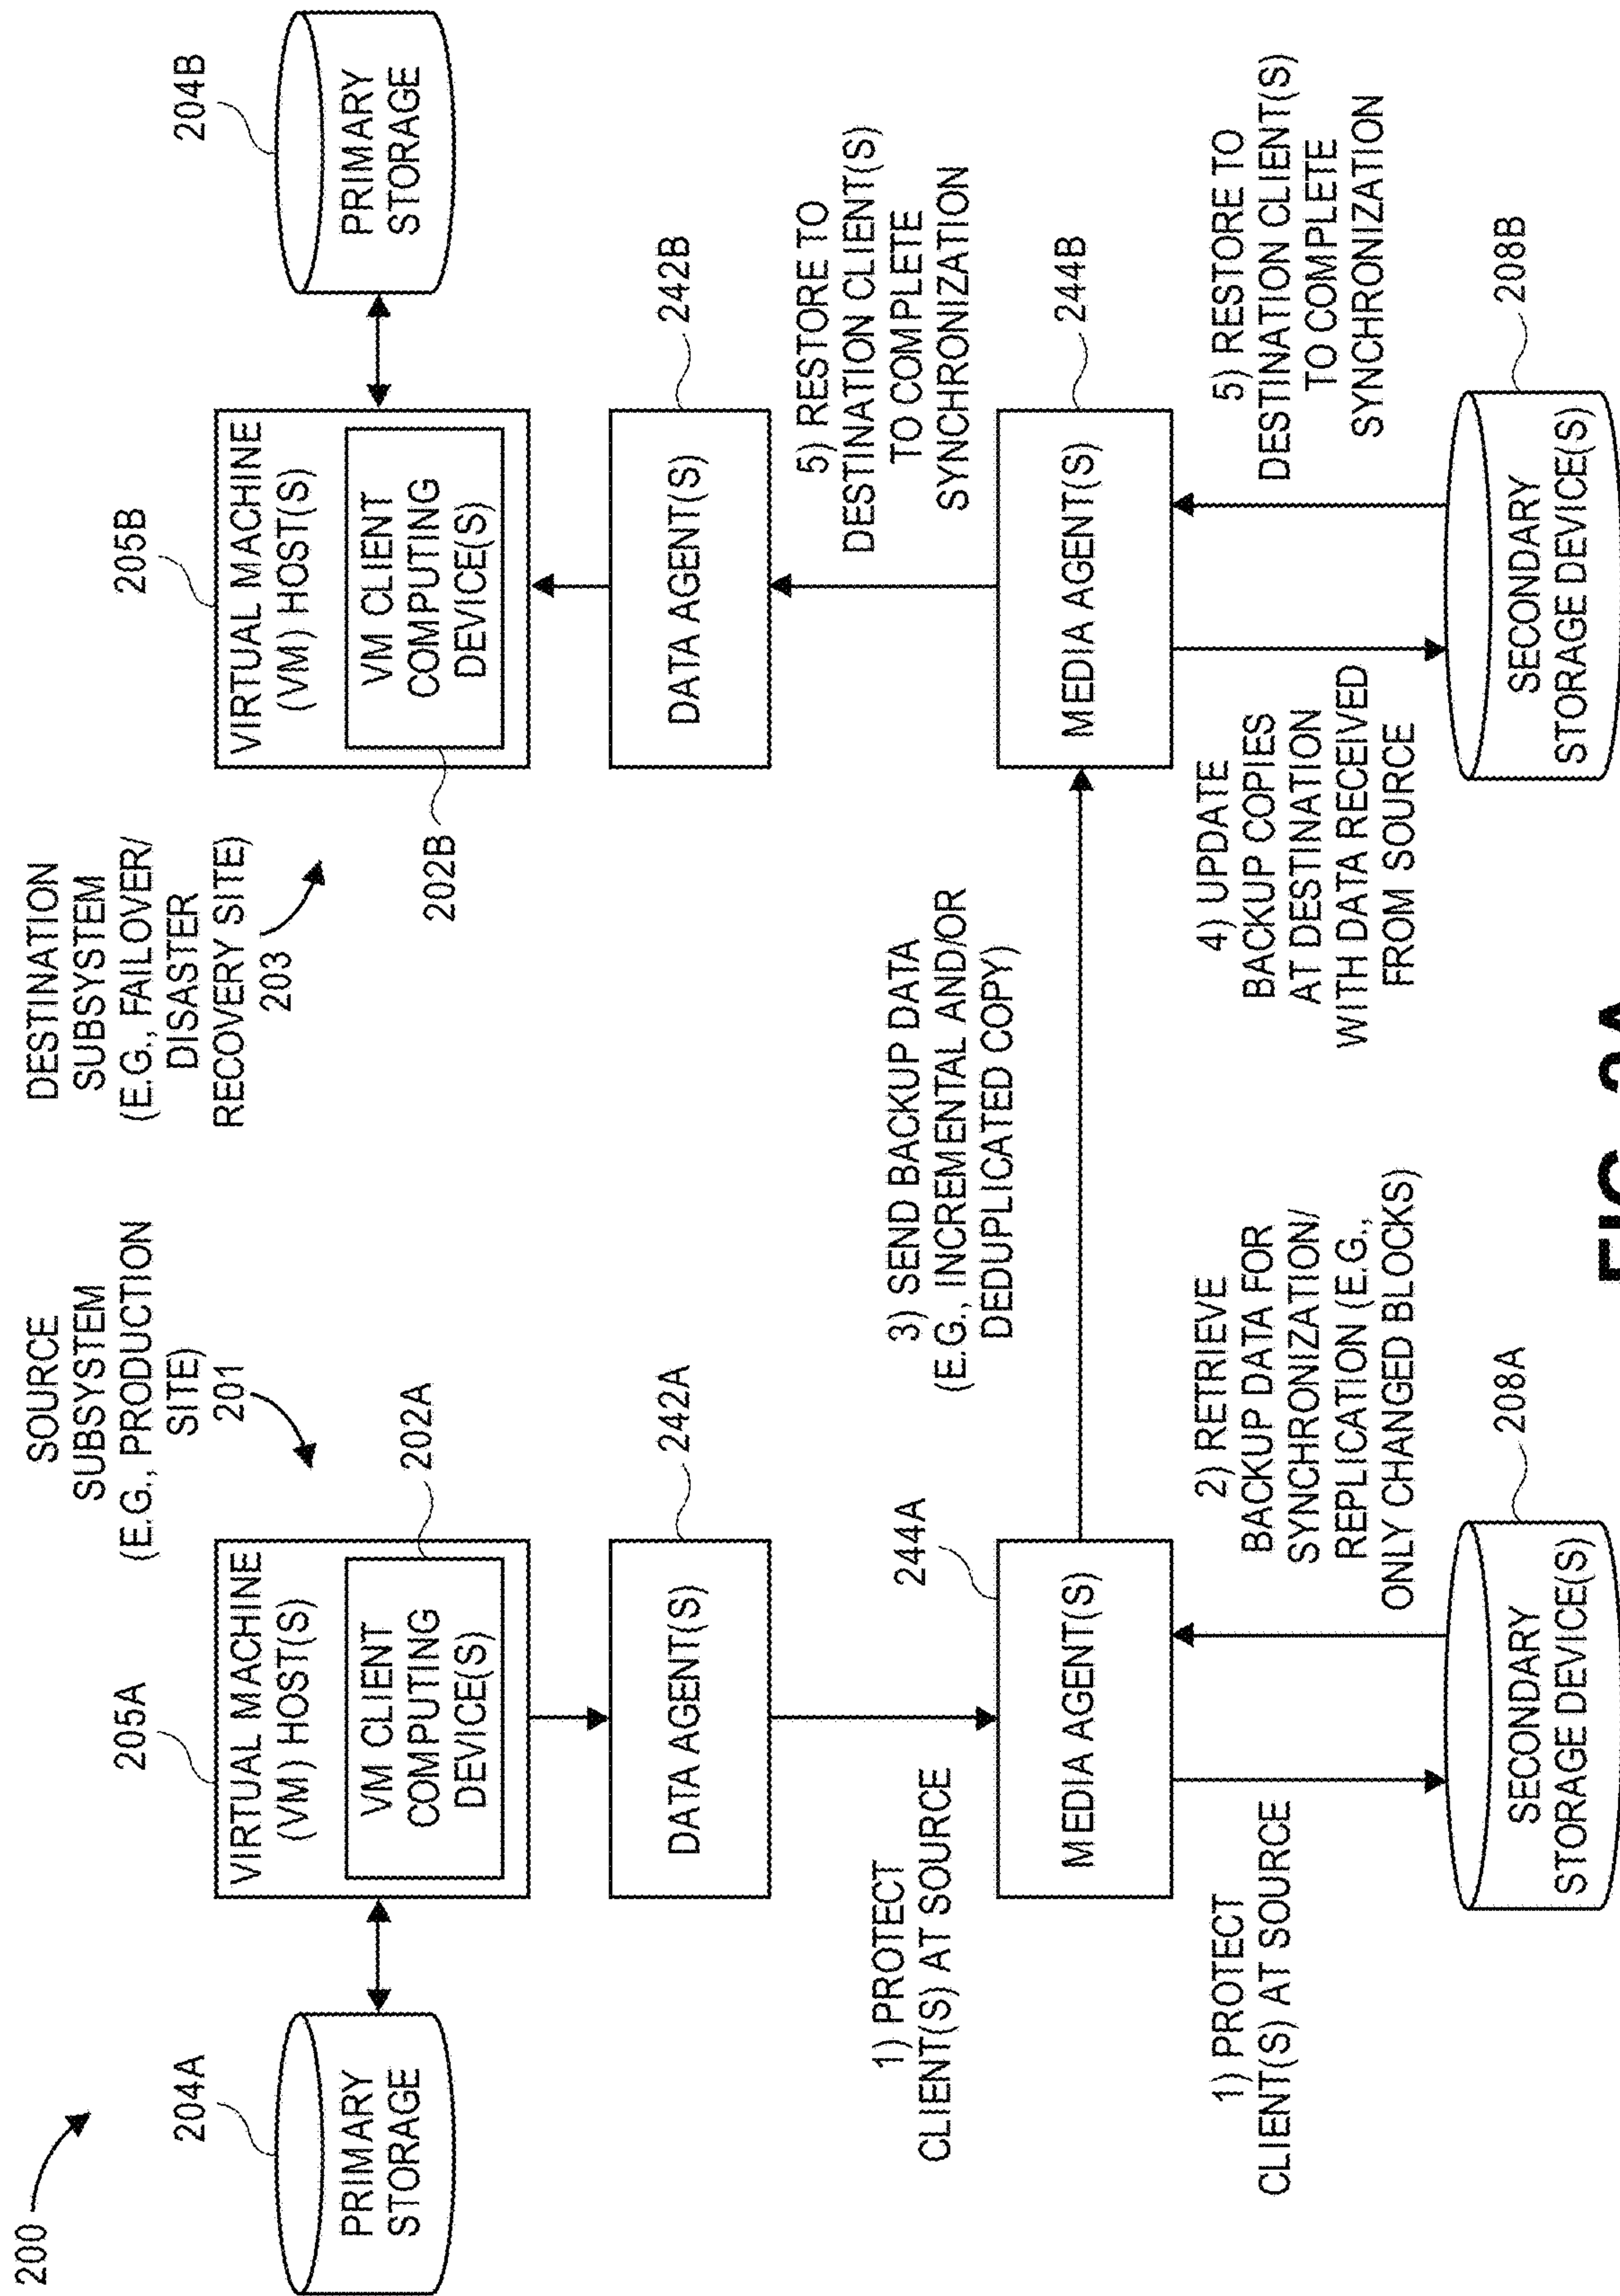 200
SOURCE
SUBSYSTEM
(E.G., PRODUCTION
SITE)
201
DESTINATION
SUBSYSTEM
(E.G., FAILOVER/
DISASTER
RECOVERY SITE)
203
204A
PRIMARY
STORAGE
205A
VIRTUAL MACHINE
(VM) HOST(S)
VM CLIENT
COMPUTING
DEVICE(S)
202A
205B
VIRTUAL MACHINE
(VM) HOST(S)
VM CLIENT
COMPUTING
DEVICE(S)
202B
204B
PRIMARY
STORAGE
DATA AGENT(S)
242A
DATA AGENT(S)
242B
1) PROTECT
CLIENT(S) AT SOURCE
3) SEND BACKUP DATA
(E.G., INCREMENTAL AND/OR
DEDUPLICATED COPY)
5) RESTORE TO
DESTINATION CLIENT(S)
TO COMPLETE
SYNCHRONIZATION
244A
MEDIA AGENT(S)
MEDIA AGENT(S)
244B
1) PROTECT
CLIENT(S) AT SOURCE
2) RETRIEVE
BACKUP DATA FOR
SYNCHRONIZATION/
REPLICATION (E.G.,
ONLY CHANGED BLOCKS)
4) UPDATE
BACKUP COPIES
AT DESTINATION
WITH DATA RECEIVED
FROM SOURCE
5) RESTORE TO
DESTINATION CLIENT(S)
TO COMPLETE
SYNCHRONIZATION
SECONDARY
STORAGE DEVICE(S)
208A
SECONDARY
STORAGE DEVICE(S)
208B
FIG.